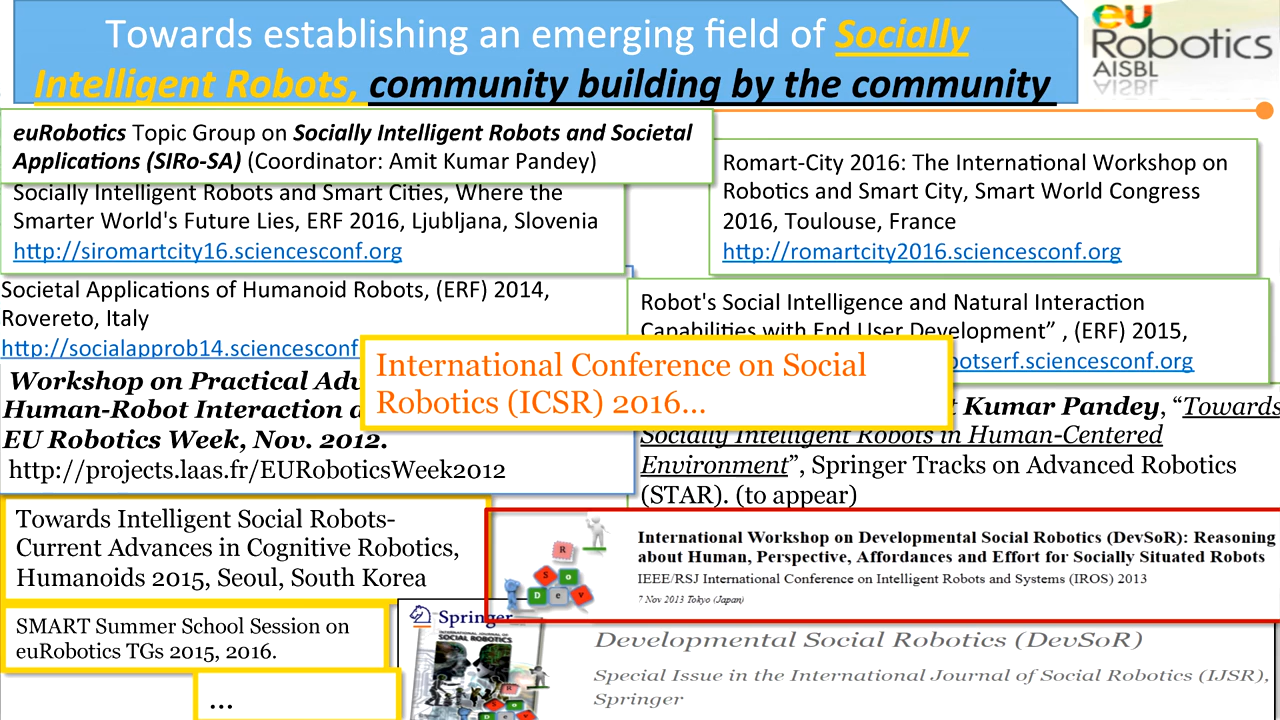 Towards establishing an emerging field of Socially
Intelligent Robots, community building by the community
euRobotics
AISBL
euRobotics Topic Group on Socially Intelligent Robots and Societal
Applications (SIRo-SA) (Coordinator: Amit Kumar Pandey)
Socially Intelligent Robots and Smart Cities, Where the
Smarter World's Future Lies, ERF 2016, Ljubljana, Slovenia
http://siromartcity16.sciencesconf.org
Romart-City 2016: The International Workshop on
Robotics and Smart City, Smart World Congress
2016, Toulouse, France
http://romartcity2016.sciencesconf.org
Societal Applications of Humanoid Robots, (ERF) 2014,
Rovereto, Italy
http://socialapprob14.sciencesconf
Robot's Social Intelligence and Natural Interaction
Capabilities with End User Development” , (ERF) 2015,
botserf.sciencesconf.org
International Conference on Social
Robotics (ICSR) 2016...
Workshop on Practical
Human-Robot Interaction
EU Robotics Week, Nov. 2012.
http://projects.laas.fr/EURoboticsWeek2012
Kumar Pandey, “Towards
Socially Intelligent Robots in Human-Centered
Environment”, Springer Tracks on Advanced Robotics
(STAR). (to appear)
Towards Intelligent Social Robots-
Current Advances in Cognitive Robotics,
Humanoids 2015, Seoul, South Korea
R
S o
D e v
International Workshop on Developmental Social Robotics (DevSoR): Reasoning
about Human, Perspective, Affordances and Effort for Socially Situated Robots
IEEE/RSJ International Conference on Intelligent Robots and Systems (IROS) 2013
7 Nov 2013 Tokyo (Japan)
SMART Summer School Session on
euRobotics TGs 2015, 2016.
...
Springer
INTERNATIONAL JOURNAL OF
SOCIAL ROBOTICS
R
S o
D e v
Developmental Social Robotics (DevSoR)
Special Issue in the International Journal of Social Robotics (IJSR),
Springer